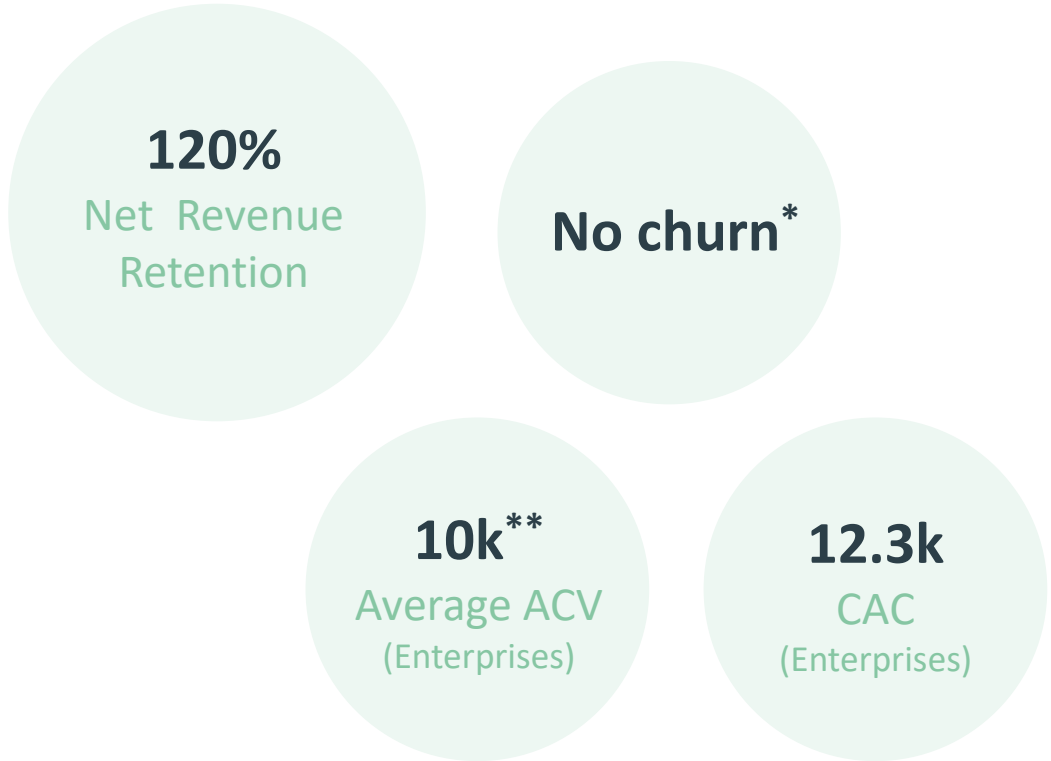 120%
Net Revenue
Retention
No churn*
10k**
Average ACV
(Enterprises)
12.3k
CAC
(Enterprises)